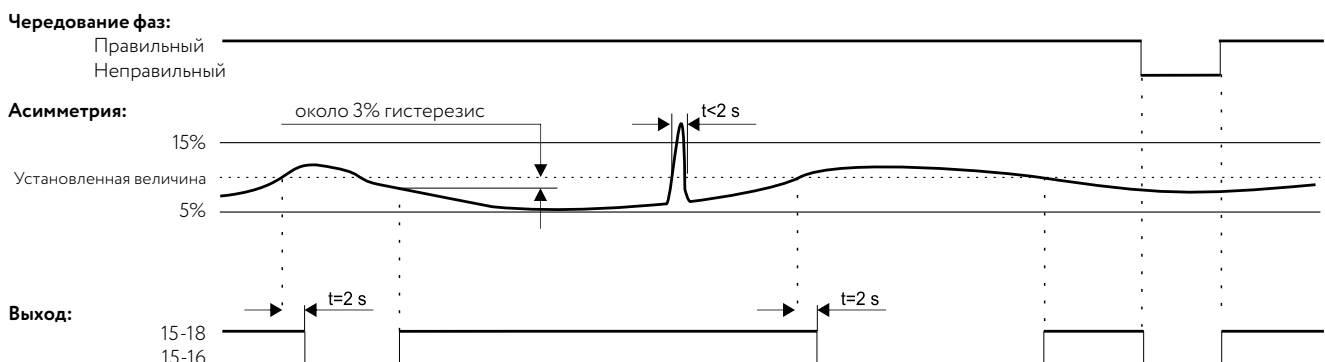 Чередование фаз:
Правильный
Неправильный
Асимметрия:
около 3% гистерезис
t<2 s
15%
Установленная величина
5%
t=2 s
t=2 s
Выход:
15-18
15-16